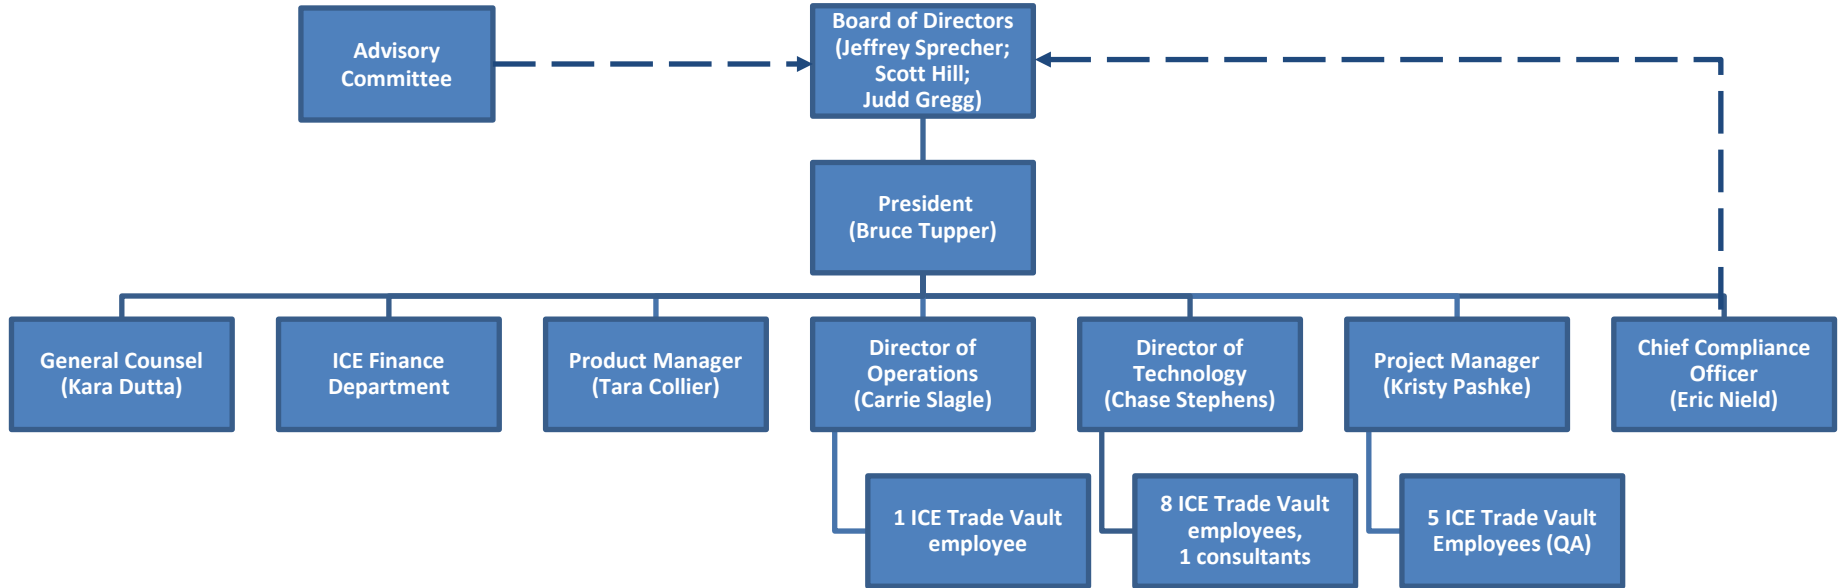 Advisory
Committee
Board of Directors
(Jeffrey Sprecher;
Scott Hill;
Judd Gregg)
President
(Bruce Tupper)
General Counsel
(Kara Dutta)
ICE Finance
Department
Product Manager
(Tara Collier)
Director of
Operations
(Carrie Slagle)
Director of
Technology
(Chase Stephens)
Project Manager
(Kristy Pashke)
Chief Compliance
Officer
(Eric Nield)
1 ICE Trade Vault
employee
8 ICE Trade Vault
employees,
1 consultants
5 ICE Trade Vault
Employees (QA)